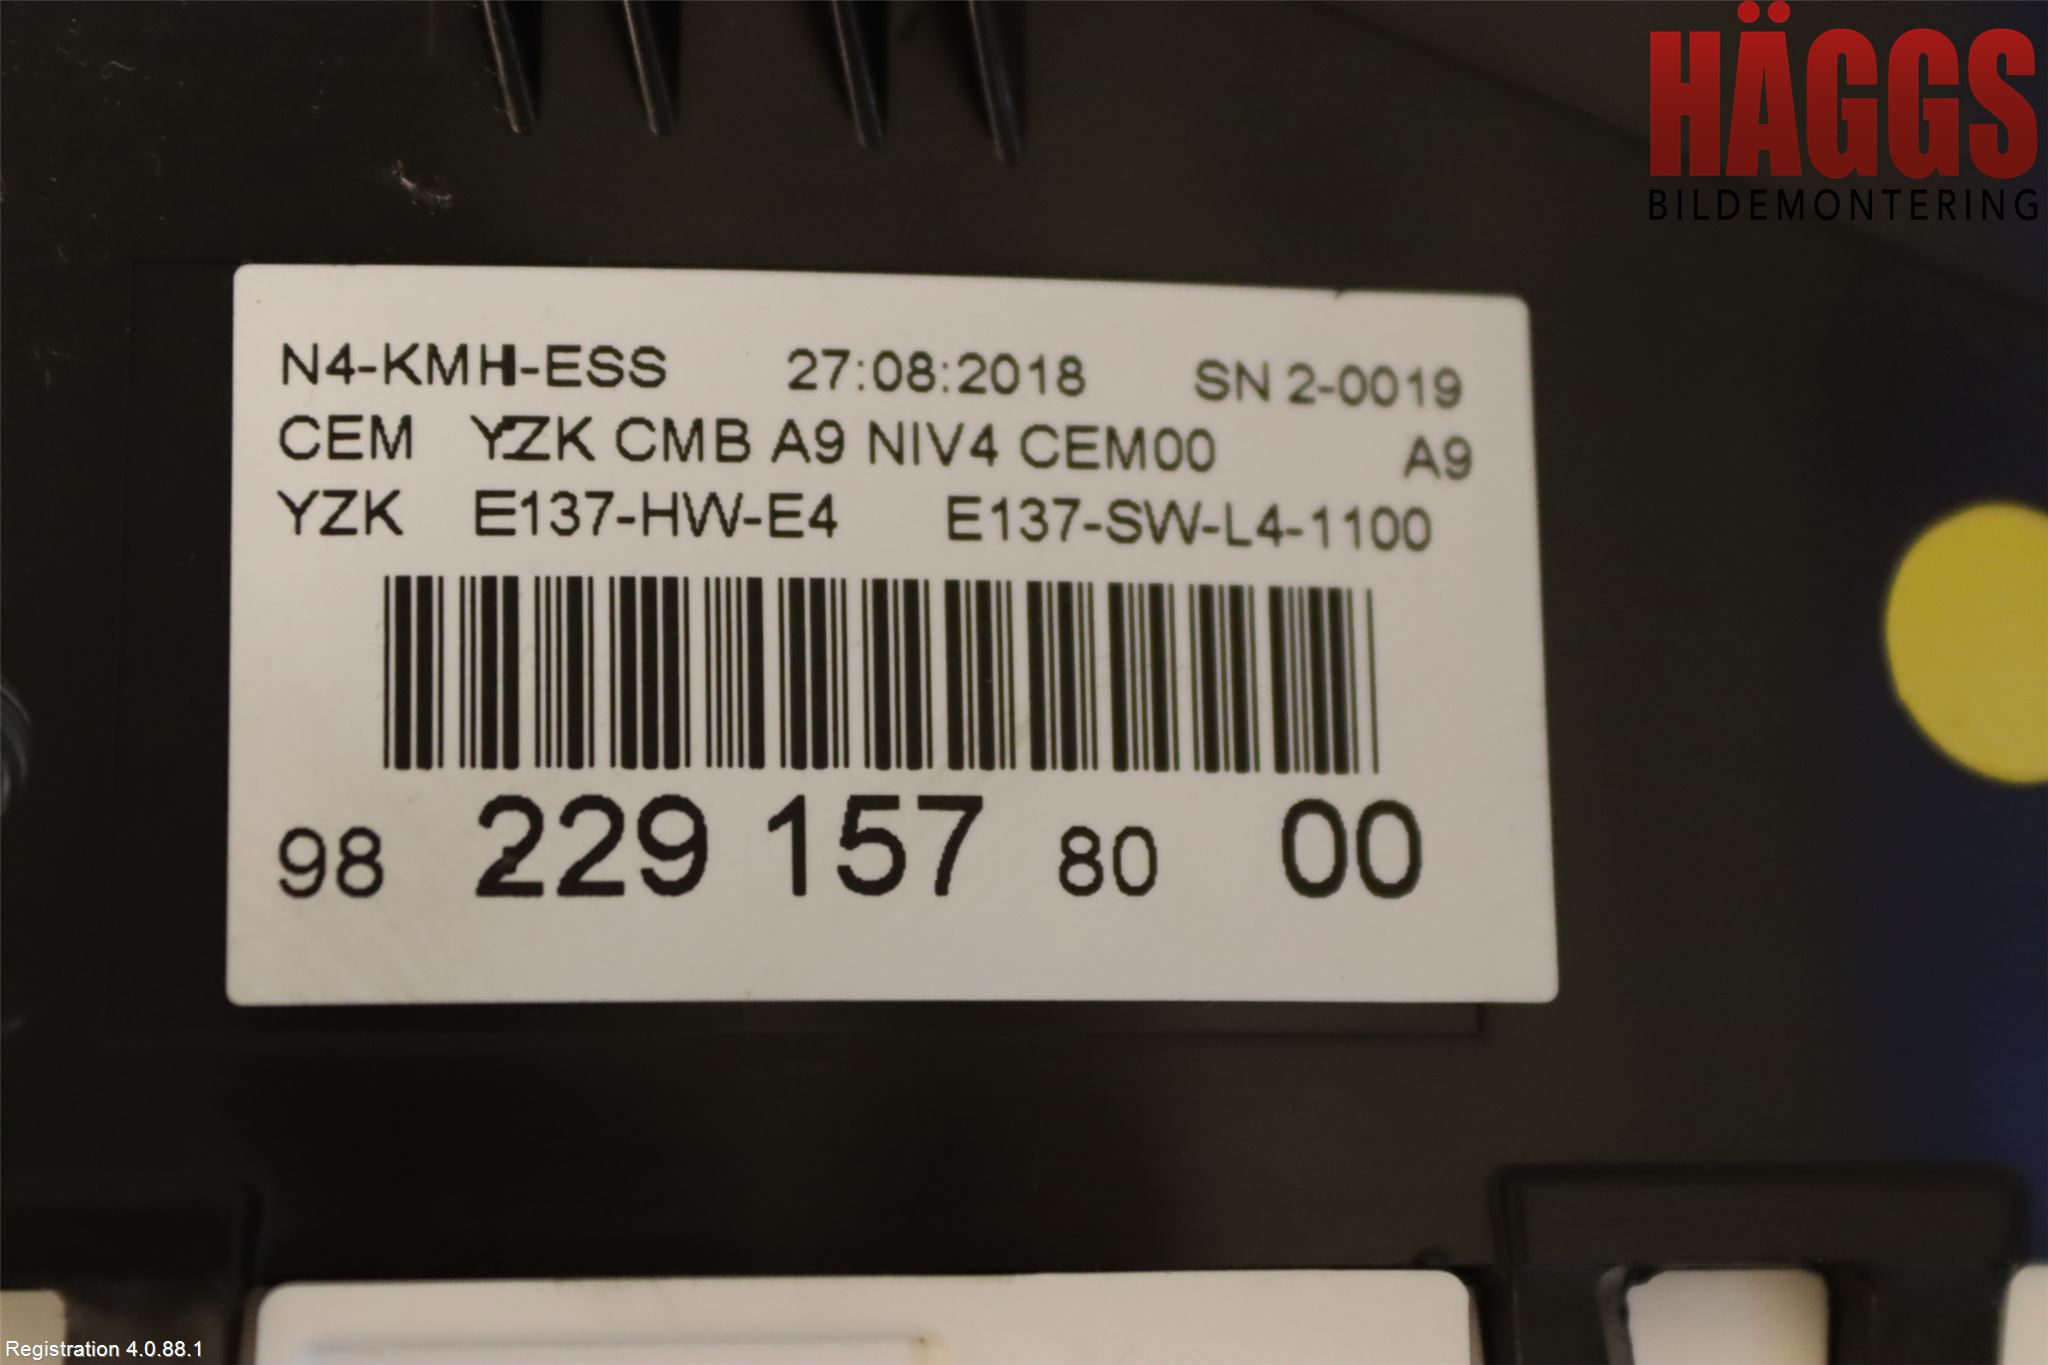 HÄGGS
BILDEMONTERING
N4-KMH-ESS 27:08:2018 SN 2-0019
CEM YZK CMB A9 NIV4 CEM00 A9
YZK E137-HW-E4 E137-SW-L4-1100
98 229 157 80 00
Registration 4.0.88.1